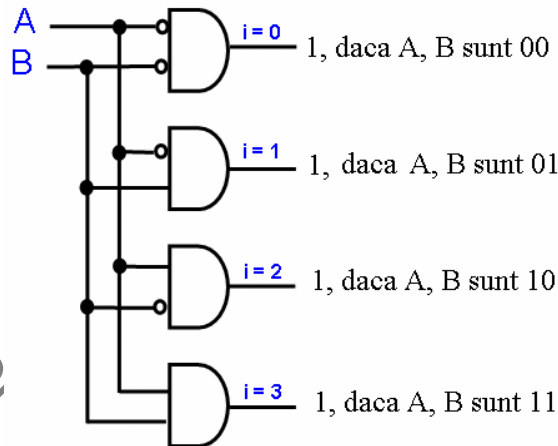 A
B
i = 0
1, daca A, B sunt 00
i = 1
1, daca A, B sunt 01
i = 2
1, daca A, B sunt 10
i = 3
1, daca A, B sunt 11